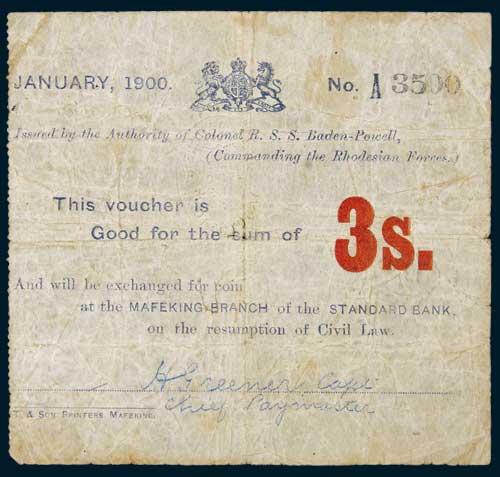 JANUARY, 1900.
No. A 3500
Issued by the Authority of Colonel R. S. S. Baden-Powell,
(Commanding the Rhodesian Forces.)
This voucher is
Good for the sum of
3s.
And will be exchanged for coin
at the MAFEKING BRANCH of the STANDARD BANK,
on the resumption of Civil Law.
H Greener Capt
Chief Paymaster
& SON PRINTERS, MAFEKING.